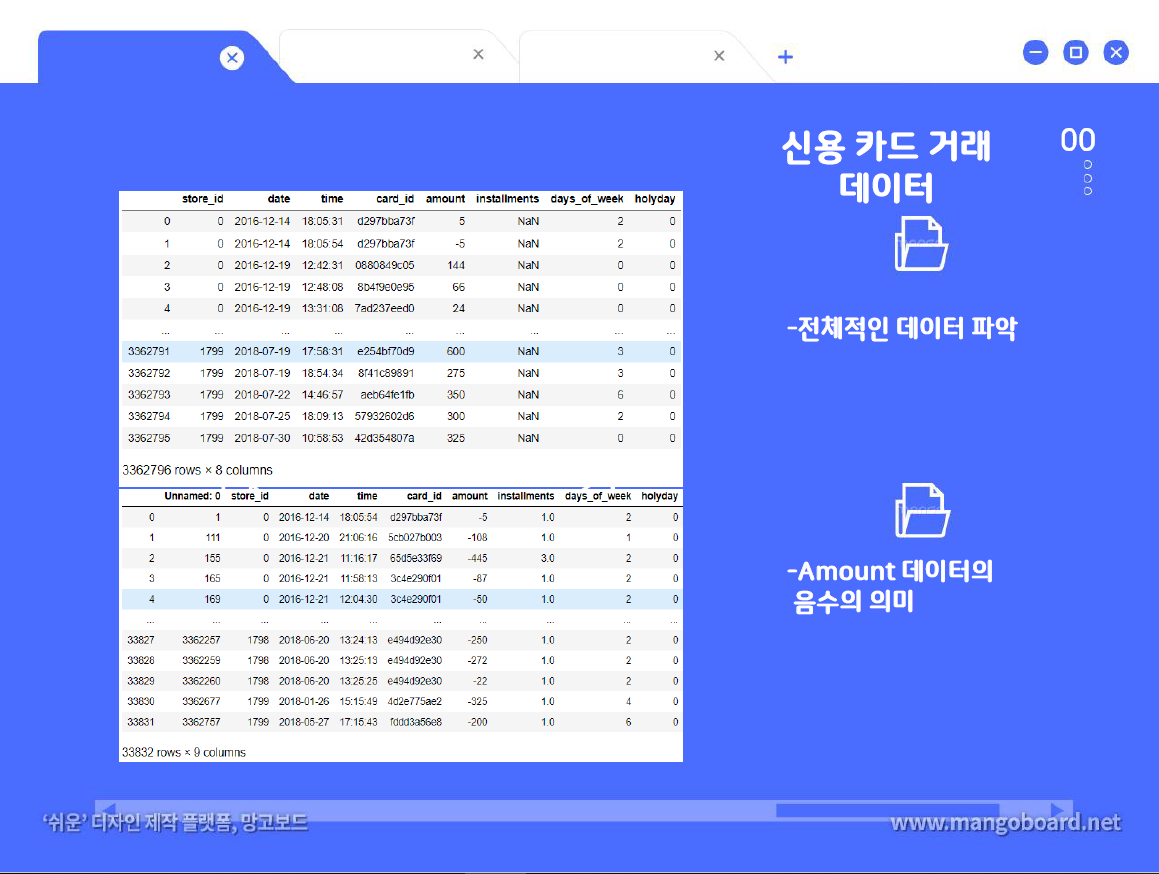 신용 카드 거래
데이터
00
store_id date time card_id amount installments days_of_week holyday
0 0 2016-12-14 18:05:31 d297bba73f 5 NaN 2 0
1 0 2016-12-14 18:05:54 d297bba73f -5 NaN 2 0
2 0 2016-12-19 12:42:31 0880849c05 144 NaN 0 0
3 0 2016-12-19 12:48:08 8b4f9e0e95 66 NaN 0 0
4 0 2016-12-19 13:31:08 7ad237eed0 24 NaN 0 0
... ... ... ... ... ... ... ... ...
3362791 1799 2018-07-19 17:58:31 e254bf70d9 600 NaN 3 0
3362792 1799 2018-07-19 18:54:34 8f41c89891 275 NaN 3 0
3362793 1799 2018-07-22 14:46:57 aeb64fe1fb 350 NaN 6 0
3362794 1799 2018-07-25 18:09:13 57932602d6 300 NaN 2 0
3362795 1799 2018-07-30 10:58:53 42d354807a 325 NaN 0 0
3362796 rows × 8 columns
-전체적인 데이터 파악
Unnamed: 0 store_id date time card_id amount installments days_of_week holyday
0 1 0 2016-12-14 18:05:54 d297bba73f -5 1.0 2 0
1 111 0 2016-12-20 21:06:16 5cb027b003 -108 1.0 1 0
2 155 0 2016-12-21 11:16:17 65d5e33f69 -445 3.0 2 0
3 165 0 2016-12-21 11:58:13 3c4e290f01 -87 1.0 2 0
4 169 0 2016-12-21 12:04:30 3c4e290f01 -50 1.0 2 0
... ... ... ... ... ... ... ... ... ...
33827 3362257 1798 2018-06-20 13:24:13 e494d92e30 -250 1.0 2 0
33828 3362259 1798 2018-06-20 13:25:13 e494d92e30 -272 1.0 2 0
33829 3362260 1798 2018-06-20 13:25:25 e494d92e30 -22 1.0 2 0
33830 3362677 1799 2018-01-26 15:15:49 4d2e775ae2 -325 1.0 4 0
33831 3362757 1799 2018-05-27 17:15:43 fddd3a56e8 -200 1.0 6 0
33832 rows × 9 columns
-Amount 데이터의
음수의 의미
‘쉬운’ 디자인 제작 플랫폼, 망고보드
www.mangoboard.net